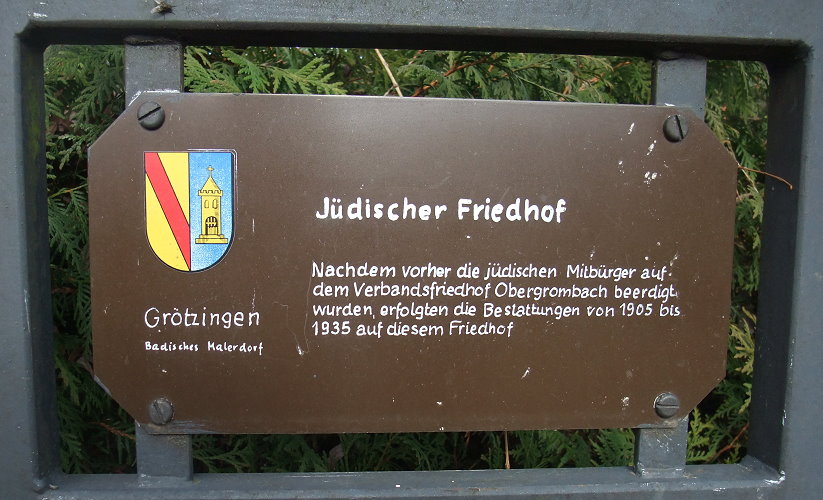 Jüdischer Friedhof
Nachdem vorher die jüdischen Mitbürger auf
dem Verbandsfriedhof Obergrombach beerdigt
wurden, erfolgten die Bestattungen von 1905 bis
1935 auf diesem Friedhof
Grötzingen
Badisches Malerdorf